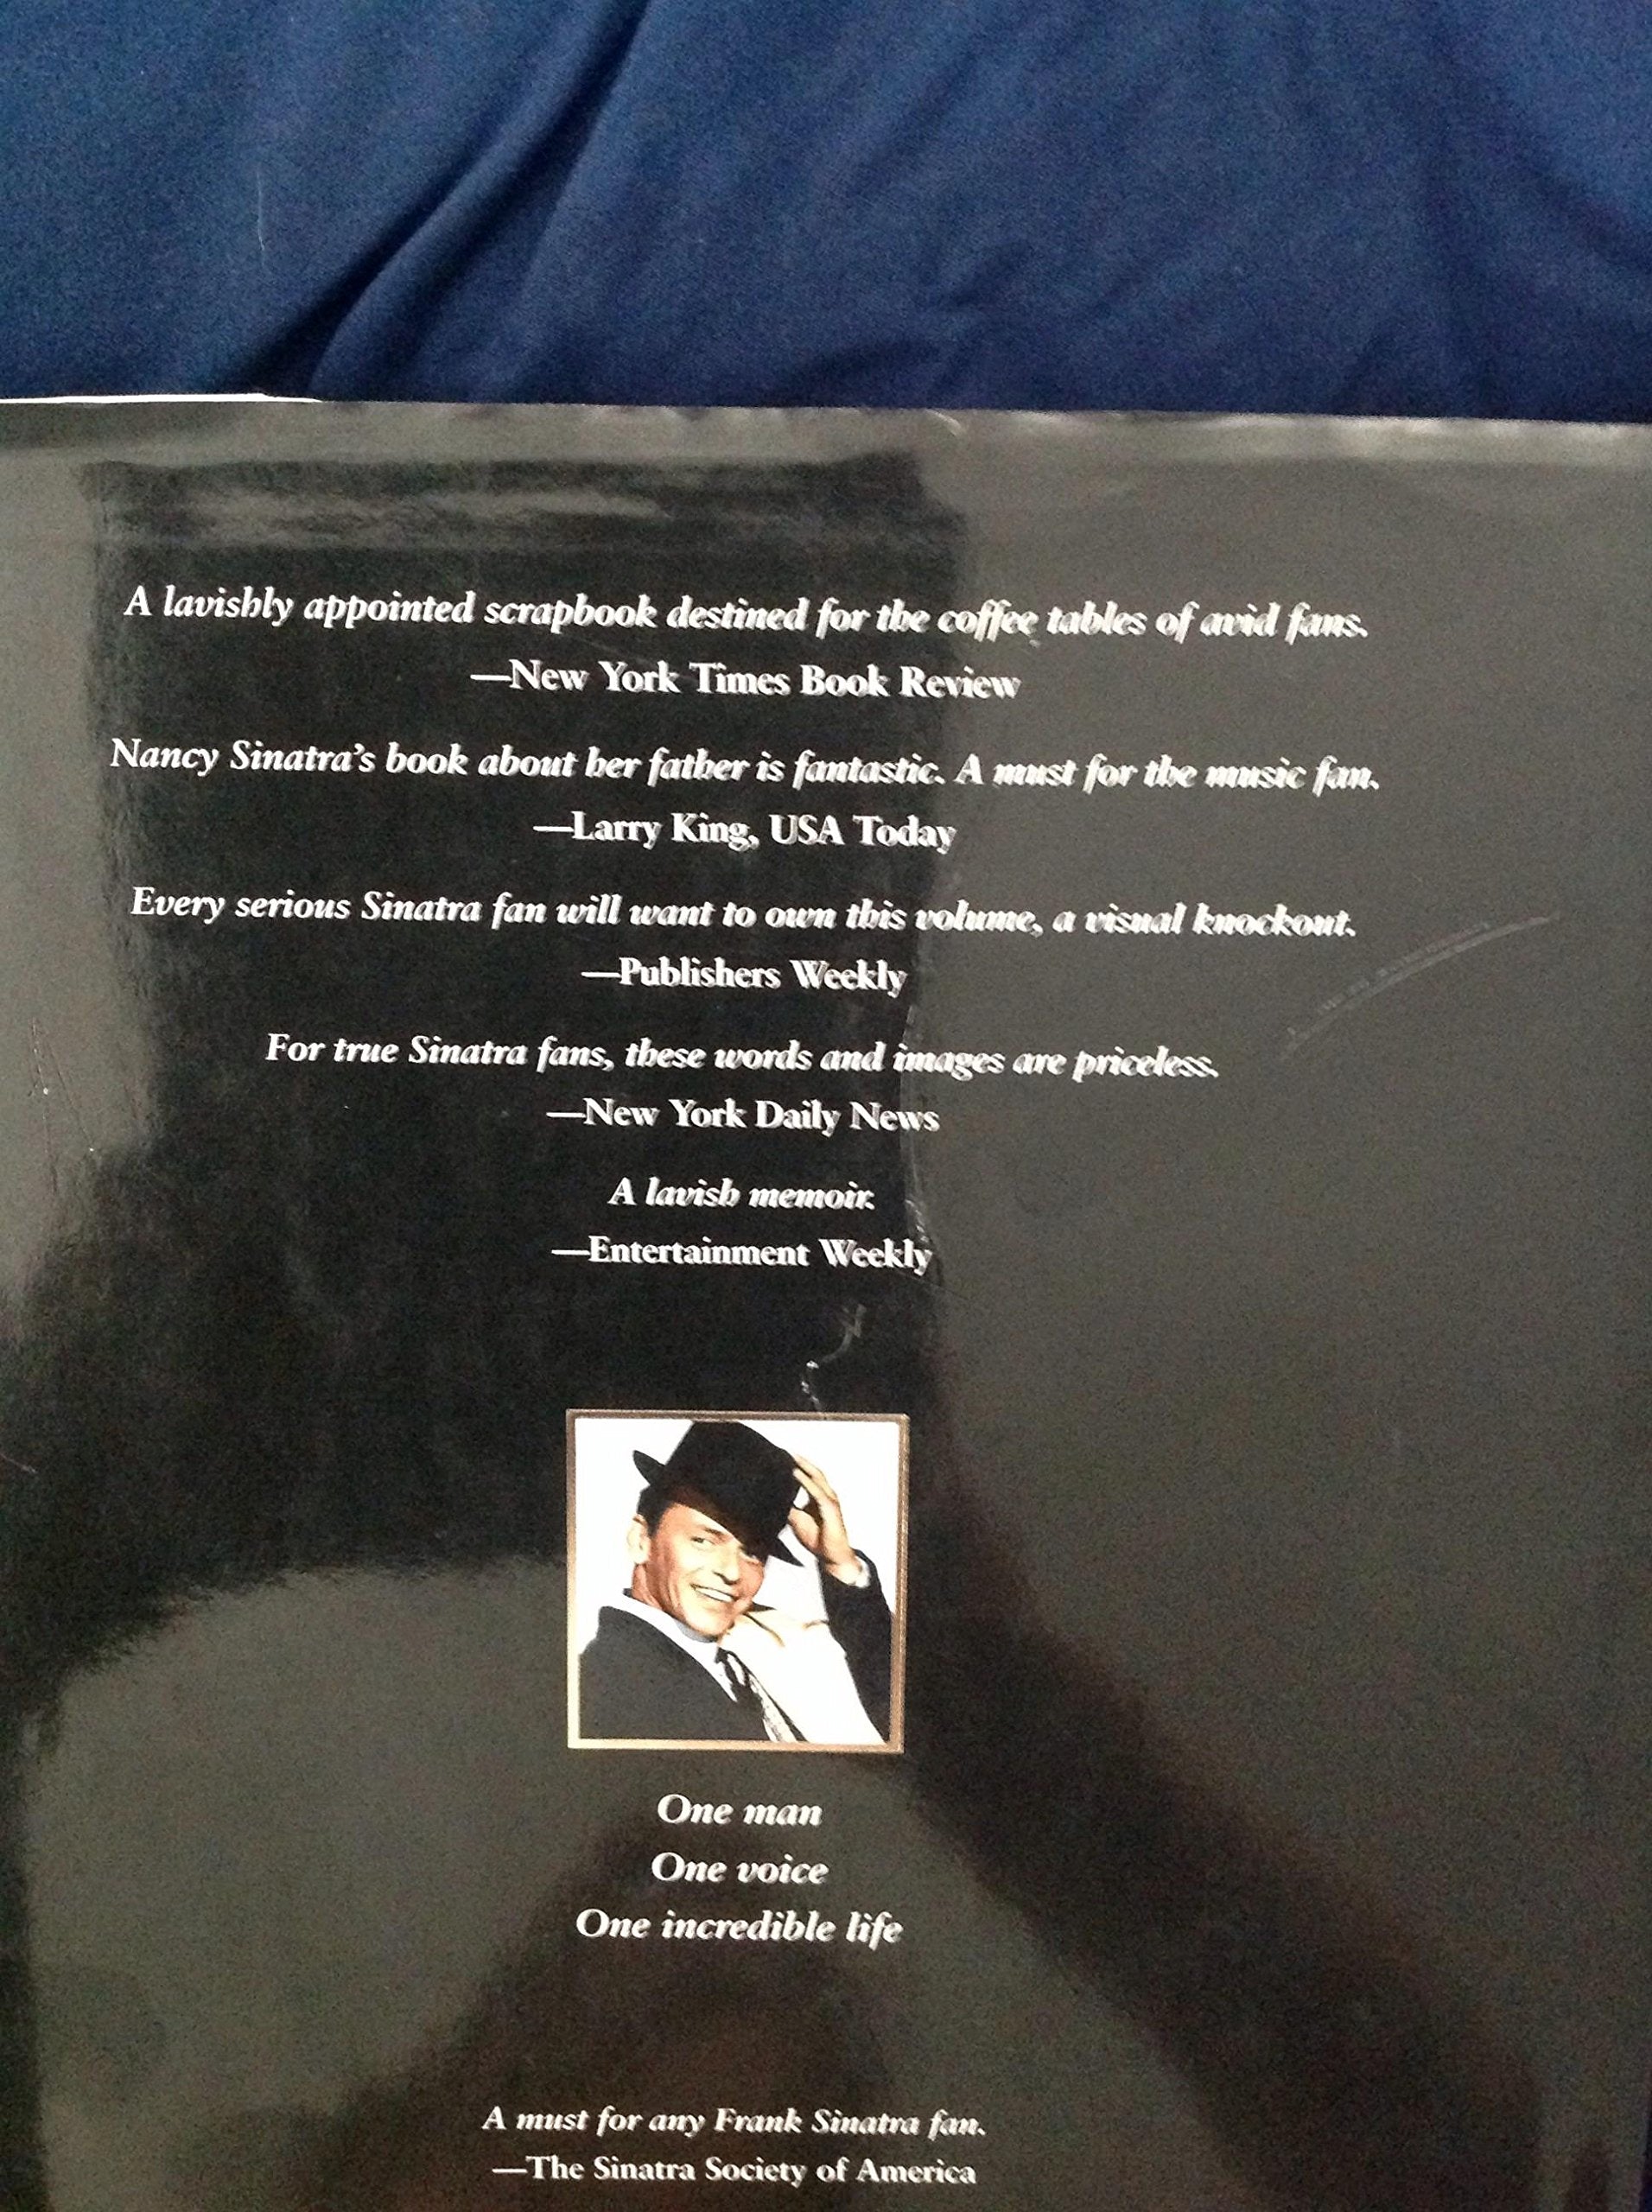 A lavishly appointed scrapbook destined for the coffee tables of avid fans.
—New York Times Book Review
Nancy Sinatra's book about her father is fantastic. A must for the music fan.
—Larry King, USA Today
Every serious Sinatra fan will want to own this volume, a visual knockout.
—Publishers Weekly
For true Sinatra fans, these words and images are priceless.
—New York Daily News
A lavish memoir.
—Entertainment Weekly
One man
One voice
One incredible life
A must for any Frank Sinatra fan.
—The Sinatra Society of America